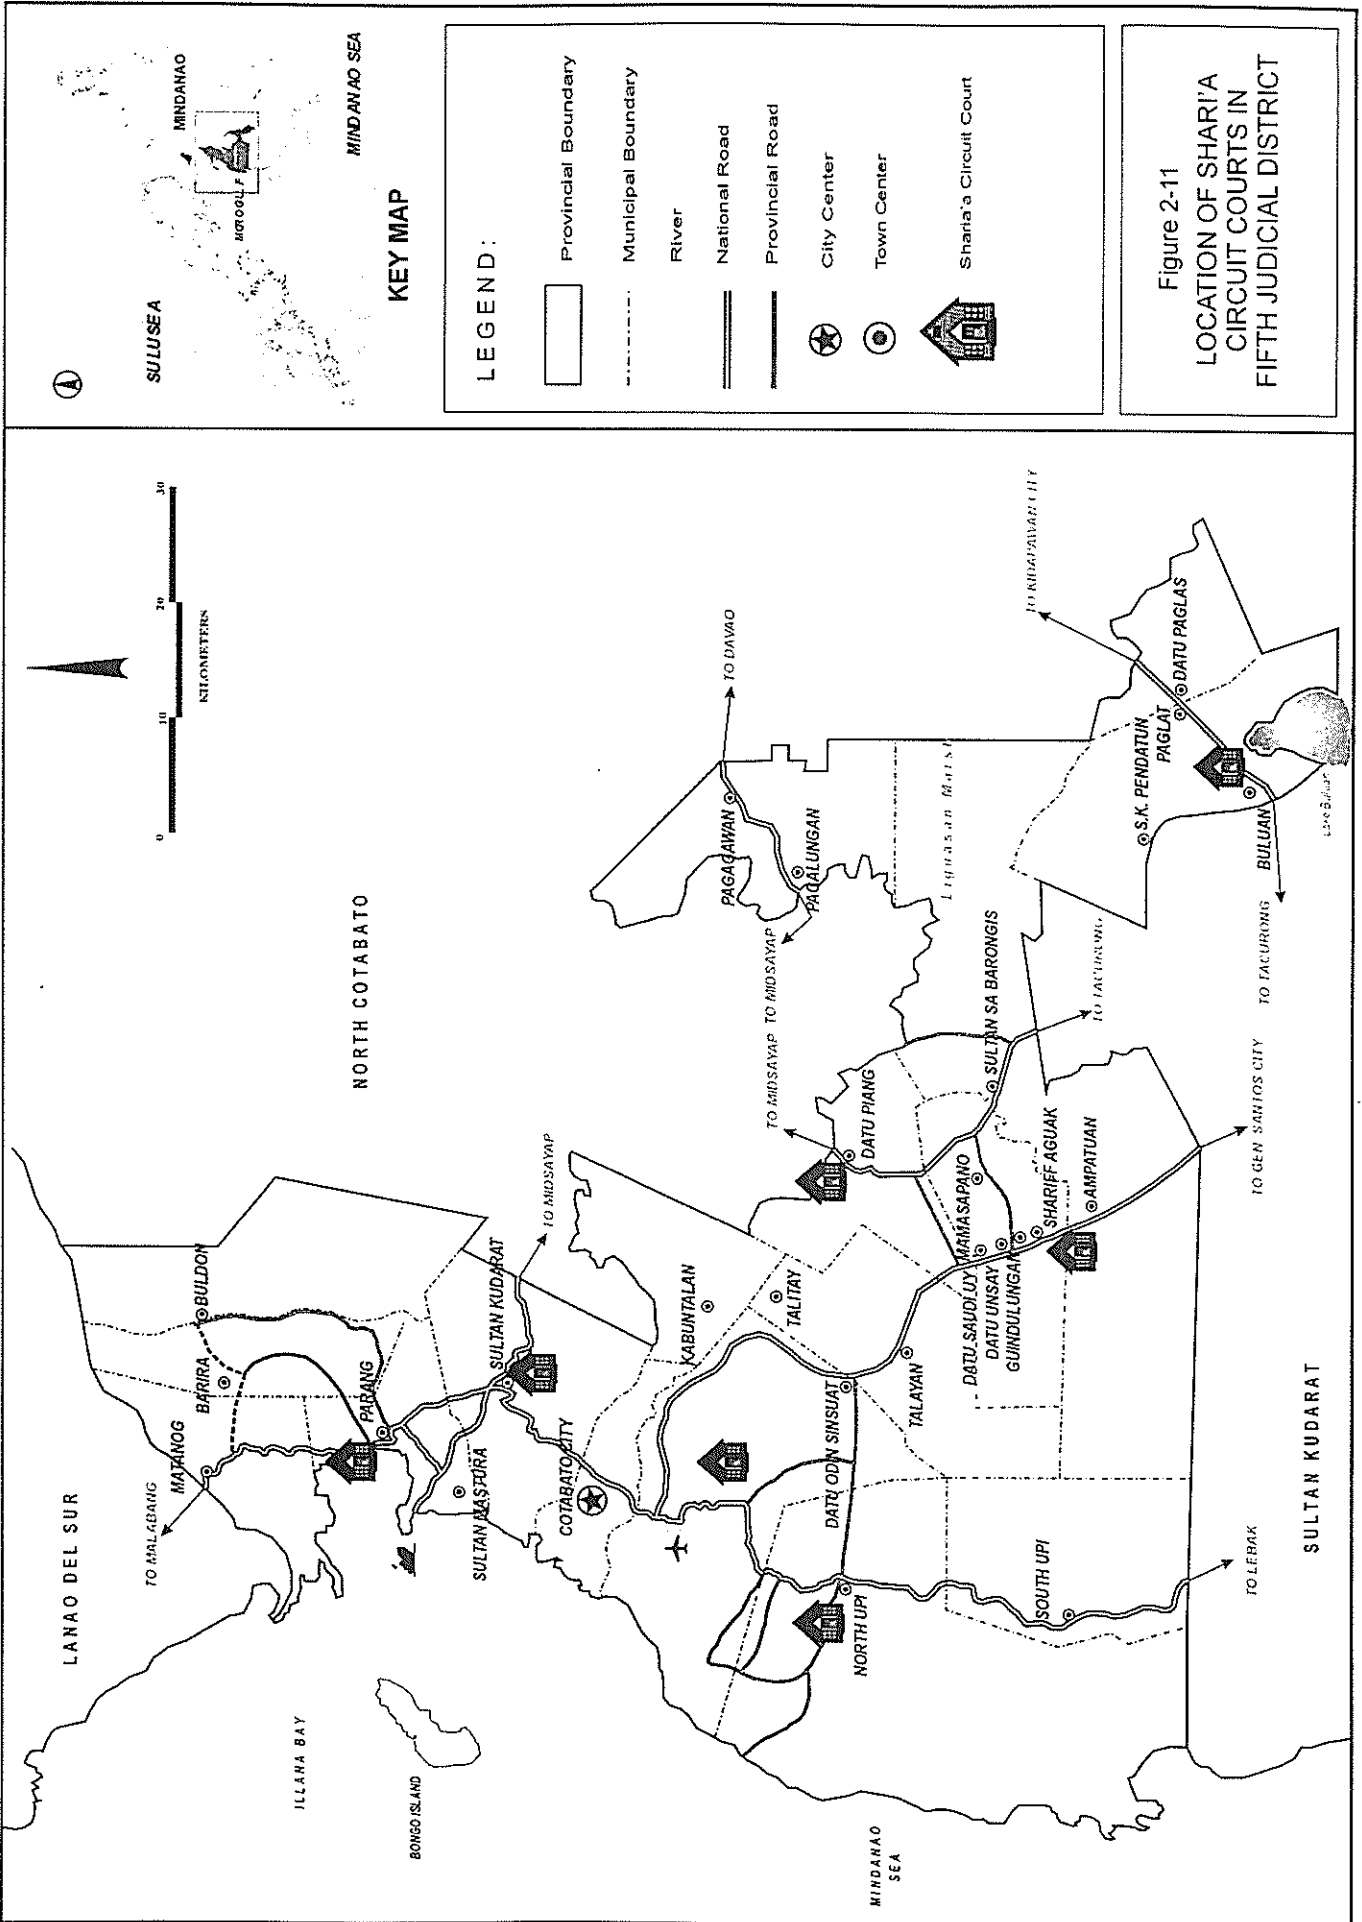 LANAO DEL SUR
TO MALABANG
MATANOG
BARIRA
BULDON
ILLANA BAY
BONGO ISLAND
PARANG
SULTAN MASTURA
SULTAN KUDARAT
TO MIDSAYAP
COTABATO CITY
NORTH COTABATO
0
10
20
30
KILOMETERS
KABUNTALAN
TALITAY
DATU ODIN SINSUAT
TALAYAN
NORTH UPI
SOUTH UPI
TO LEBAK
MINDANAO
SEA
SULTAN KUDARAT
TO MIDSAYAP
TO MIDSAYAP
DATU PIANG
PAGAGAWAN
PAGALUNGAN
TO DAVAO
MAMASAPANO
DATU SAUDI UY
DATU UNSAY
GUINDULUNGAN
SHARIFF AGUAK
AMPATUAN
SULTAN SA BARONGIS
TO TACURONG
TO GEN SANTOS CITY
TO TACURONG
S.K. PENDATUN
PAGLAT
DATU PAGLAS
BULUAN
TO KIDAPAWAN CITY
SULU SEA
MINDANAO
MINDANAO SEA
KEY MAP
LEGEND:
Provincial Boundary
Municipal Boundary
River
National Road
Provincial Road
City Center
Town Center
Sharia'a Circuit Court
Figure 2-11
LOCATION OF SHARI'A
CIRCUIT COURTS IN
FIFTH JUDICIAL DISTRICT